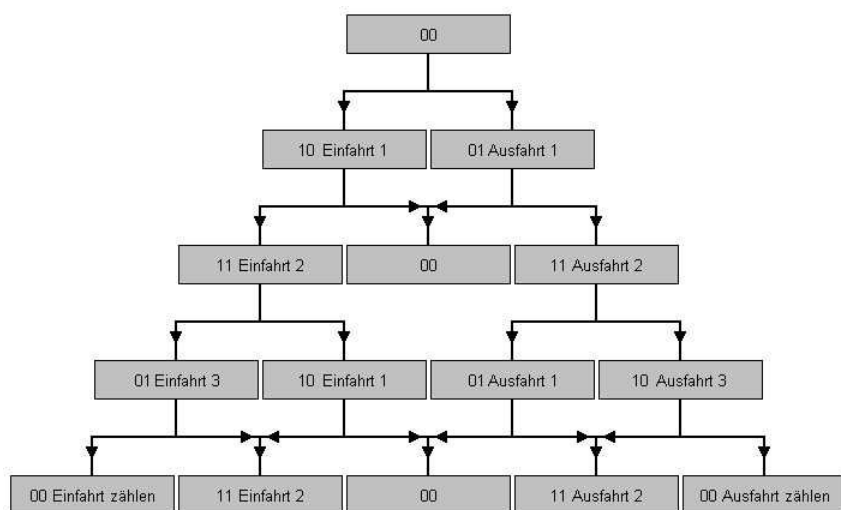 00
10 Einfahrt 1
01 Ausfahrt 1
11 Einfahrt 2
00
11 Ausfahrt 2
01 Einfahrt 3
10 Einfahrt 1
01 Ausfahrt 1
10 Ausfahrt 3
00 Einfahrt zählen
11 Einfahrt 2
00
11 Ausfahrt 2
00 Ausfahrt zählen